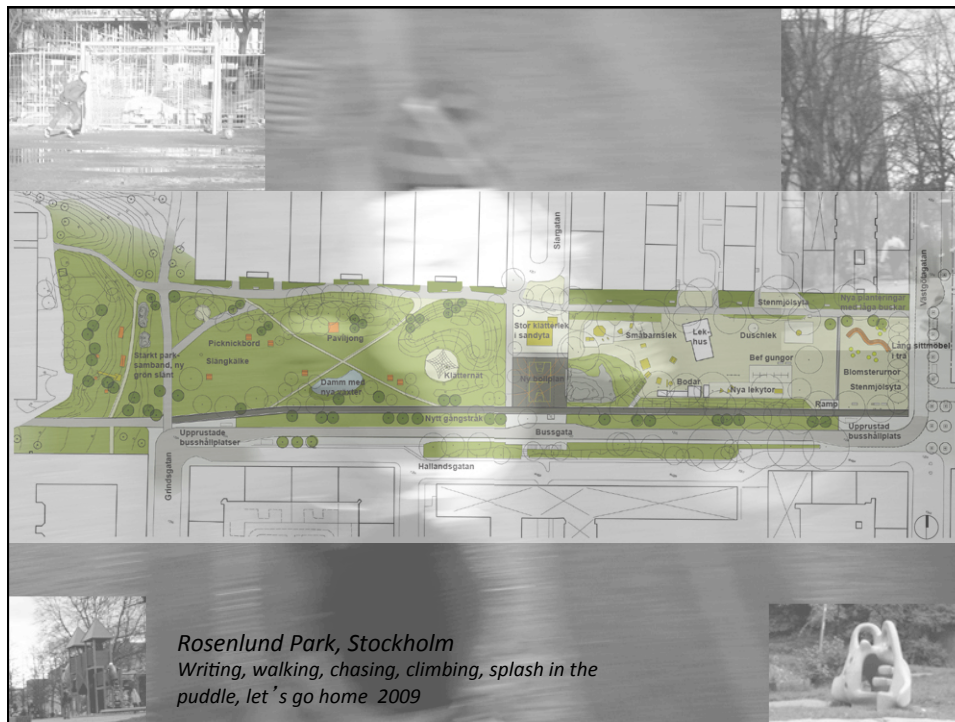 Siargatan
Västgötagatan
Stenmjölsyta
Nya planteringar
med låga buskar
Stor klätterlek
i sandyta
Småbarnslek
Lek-
hus
Duschlek
Lång sittmöbel
i trä
Picknickbord
Paviljong
Slängkälke
Stärkt park-
samband, ny
grön slänt
Klätternät
Ny bollplan
Bef gungor
Blomsterurnor
Damm med
nya växter
Bodar
Nya lekytor
Stenmjölsyta
Ramp
Nytt gångstråk
Upprustade
busshållplatser
Bussgata
Upprustad
busshållplats
Grindsgatan
Hallandsgatan
Rosenlund Park, Stockholm
Writing, walking, chasing, climbing, splash in the
puddle, let´s go home 2009